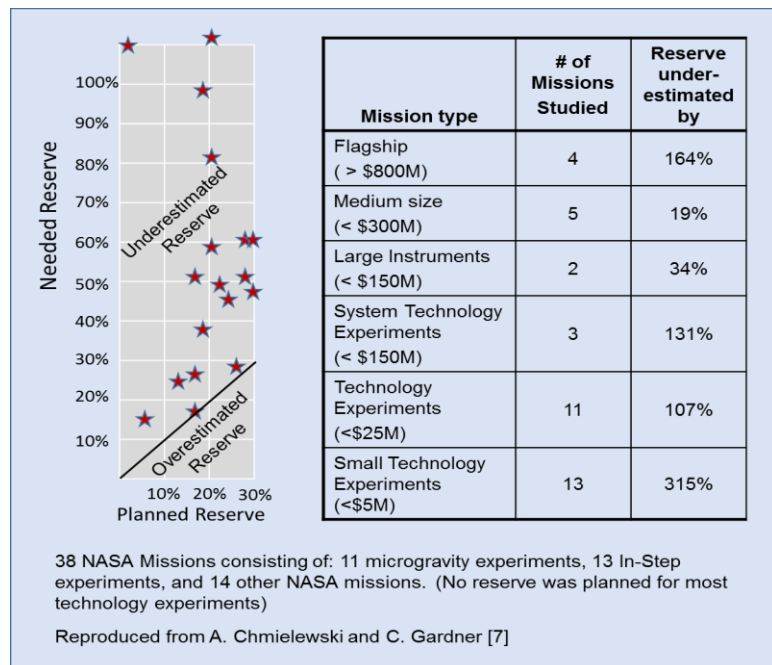 Needed Reserve
100%
90%
80%
70%
60%
50%
40%
30%
20%
10%
Underestimated
Reserve
Overestimated
Reserve
10% 20% 30%
Planned Reserve
Mission type
# of
Missions
Studied
Reserve
under-
estimated
by
Flagship
( > $800M)
4
164%
Medium size
(< $300M)
5
19%
Large Instruments
(< $150M)
2
34%
System Technology
Experiments
(< $150M)
3
131%
Technology
Experiments
(<$25M)
11
107%
Small Technology
Experiments
(<$5M)
13
315%
38 NASA Missions consisting of: 11 microgravity experiments, 13 In-Step
experiments, and 14 other NASA missions. (No reserve was planned for most
technology experiments)
Reproduced from A. Chmielewski and C. Gardner [7]